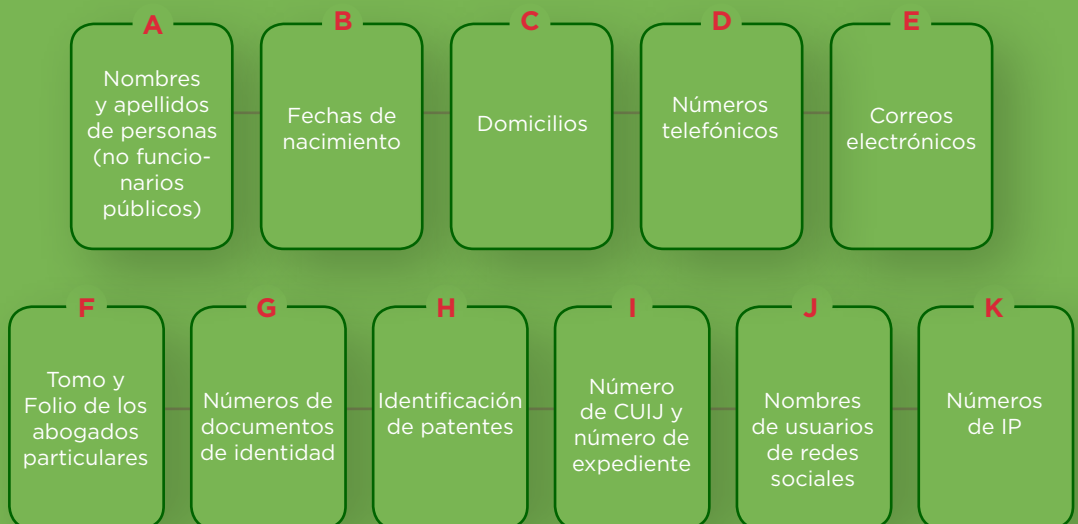 A
Nombres
y apellidos
de personas
(no funcio-
narios
públicos)
B
Fechas de
nacimiento
C
Domicilios
D
Números
telefónicos
E
Correos
electrónicos
F
Tomo y
Folio de los
abogados
particulares
G
Números de
documentos
de identidad
H
Identificación
de patentes
I
Número
de CUIJ y
número de
expediente
J
Nombres
de usuarios
de redes
sociales
K
Números
de IP